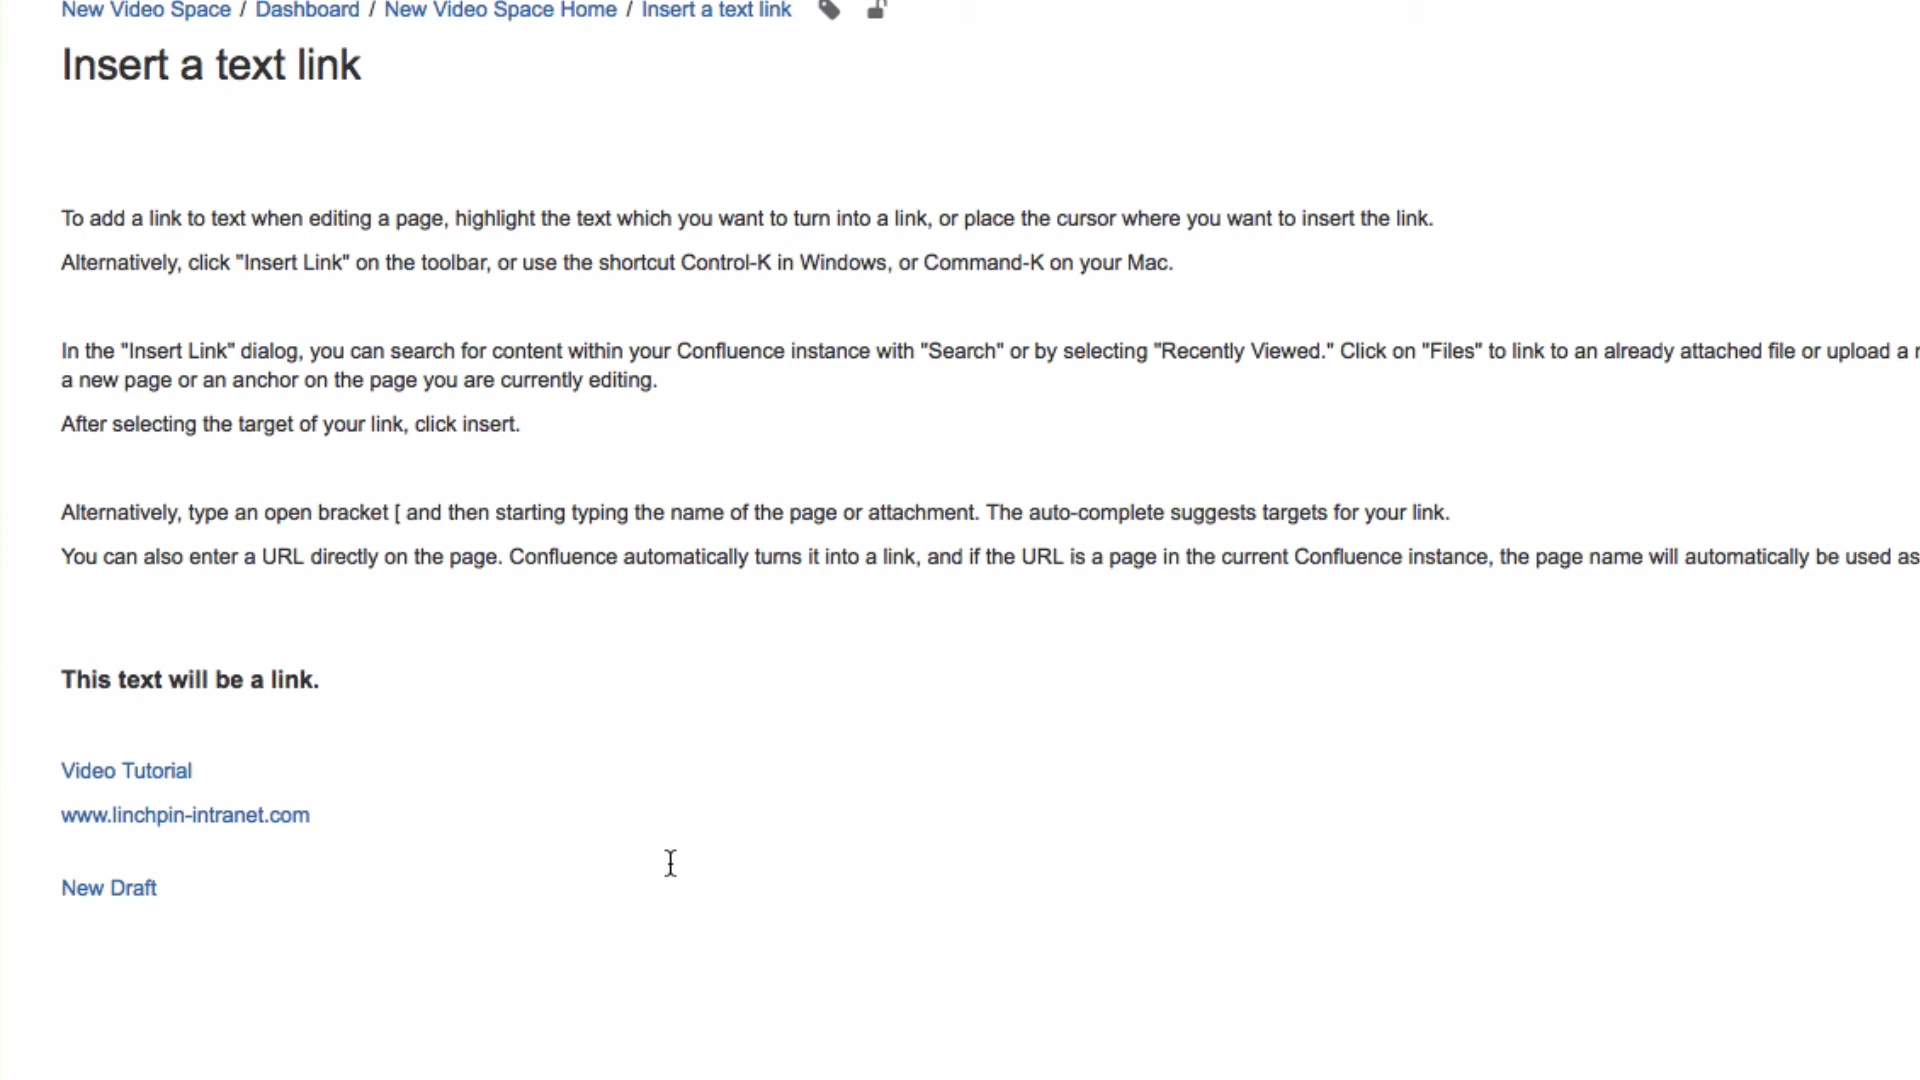 New Video Space / Dashboard / New Video Space Home / Insert a text link
Insert a text link
To add a link to text when editing a page, highlight the text which you want to turn into a link, or place the cursor where you want to insert the link.
Alternatively, click "Insert Link" on the toolbar, or use the shortcut Control-K in Windows, or Command-K on your Mac.
In the "Insert Link" dialog, you can search for content within your Confluence instance with "Search" or by selecting "Recently Viewed." Click on "Files" to link to an already attached file or upload a
a new page or an anchor on the page you are currently editing.
After selecting the target of your link, click insert.
Alternatively, type an open bracket [ and then starting typing the name of the page or attachment. The auto-complete suggests targets for your link.
You can also enter a URL directly on the page. Confluence automatically turns it into a link, and if the URL is a page in the current Confluence instance, the page name will automatically be used as
This text will be a link.
Video Tutorial
www.linchpin-intranet.com
New Draft